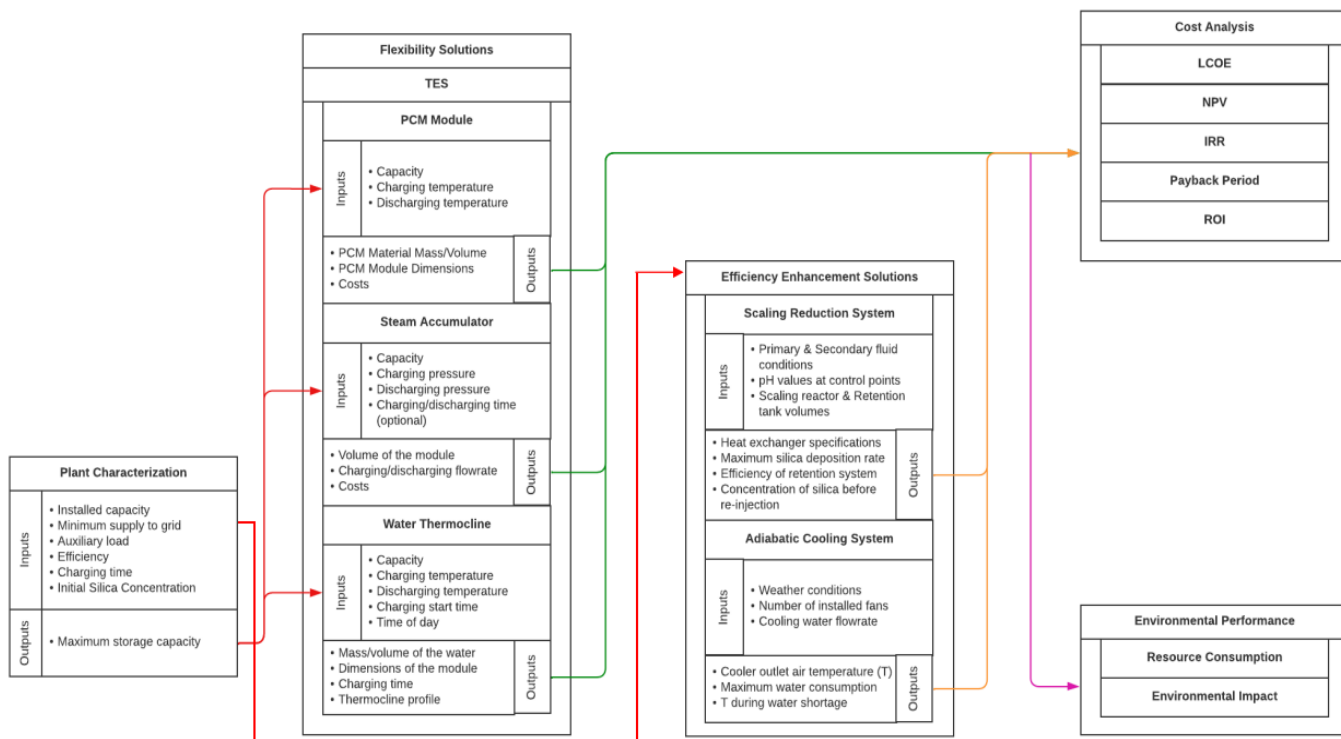 Plant Characterization
Inputs
• Installed capacity
• Minimum supply to grid
• Auxiliary load
• Efficiency
• Charging time
• Initial Silica Concentration
Outputs
• Maximum storage capacity
Flexibility Solutions
TES
PCM Module
Inputs
• Capacity
• Charging temperature
• Discharging temperature
• PCM Material Mass/Volume
• PCM Module Dimensions
• Costs
Outputs
Steam Accumulator
Inputs
• Capacity
• Charging pressure
• Discharging pressure
• Charging/discharging time
(optional)
• Volume of the module
• Charging/discharging flowrate
• Costs
Outputs
Water Thermocline
Inputs
• Capacity
• Charging temperature
• Discharging temperature
• Charging start time
• Time of day
• Mass/volume of the water
• Dimensions of the module
• Charging time
• Thermocline profile
Outputs
Efficiency Enhancement Solutions
Scaling Reduction System
Inputs
• Primary & Secondary fluid
conditions
• pH values at control points
• Scaling reactor & Retention
tank volumes
• Heat exchanger specifications
• Maximum silica deposition rate
• Efficiency of retention system
• Concentration of silica before
re-injection
Outputs
Adiabatic Cooling System
Inputs
• Weather conditions
• Number of installed fans
• Cooling water flowrate
• Cooler outlet air temperature (T)
• Maximum water consumption
• T during water shortage
Outputs
Cost Analysis
LCOE
NPV
IRR
Payback Period
ROI
Environmental Performance
Resource Consumption
Environmental Impact